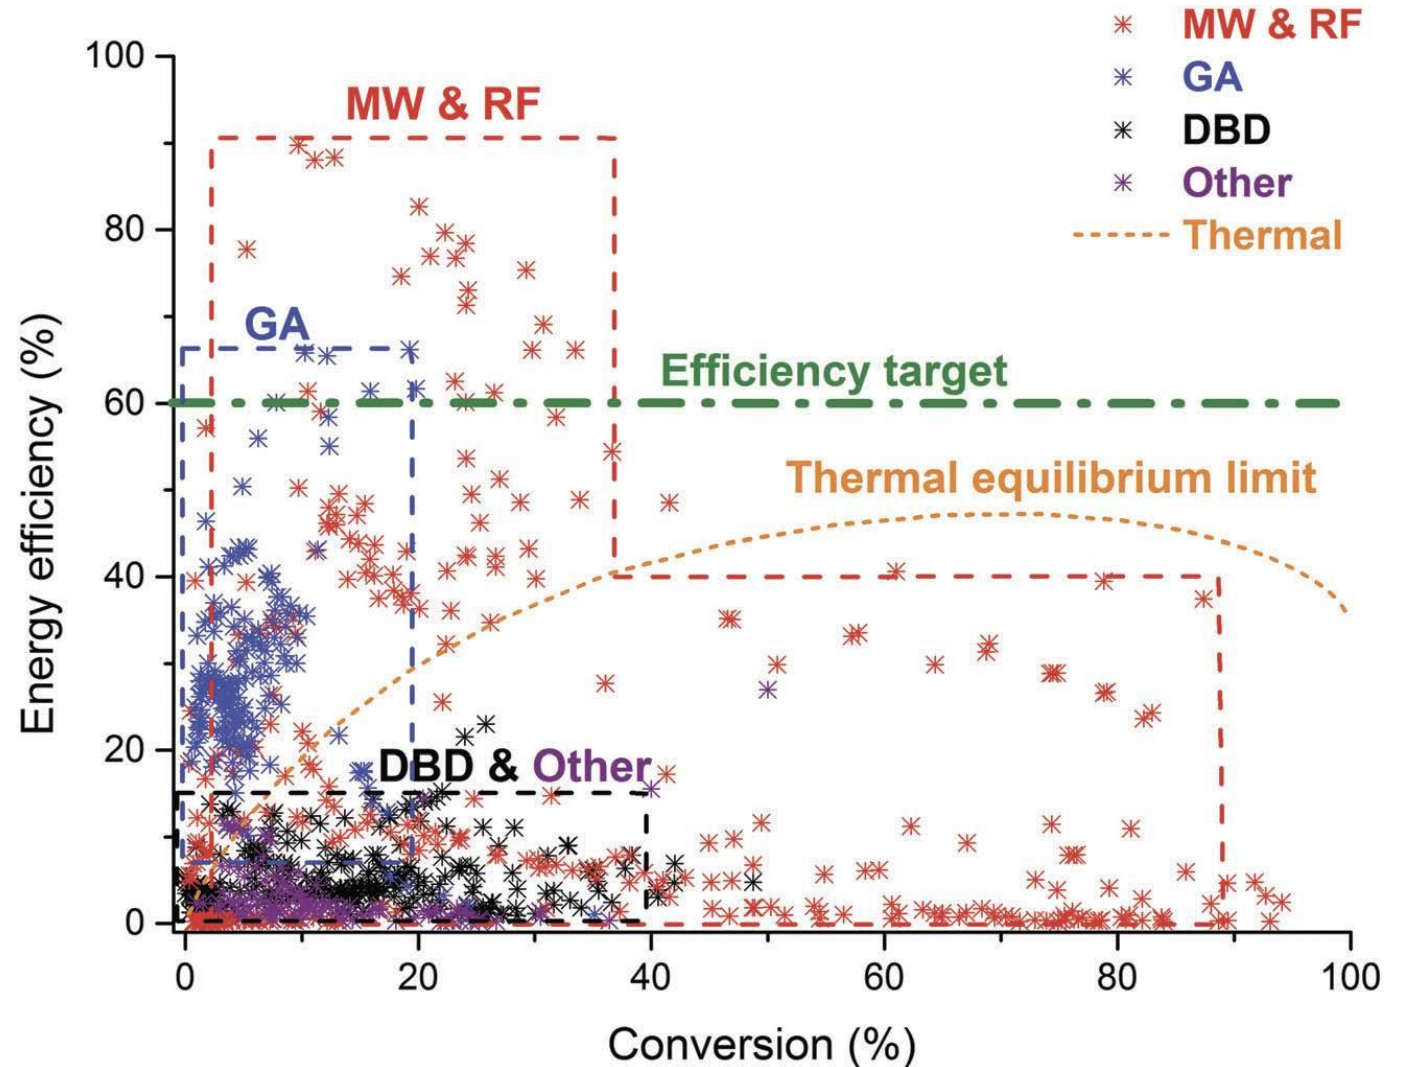 MW & RF
GA
DBD
Other
Thermal
100
80
60
40
20
0
Energy efficiency (%)
MW & RF
GA
Efficiency target
Thermal equilibrium limit
DBD & Other
0
20
40
60
80
100
Conversion (%)